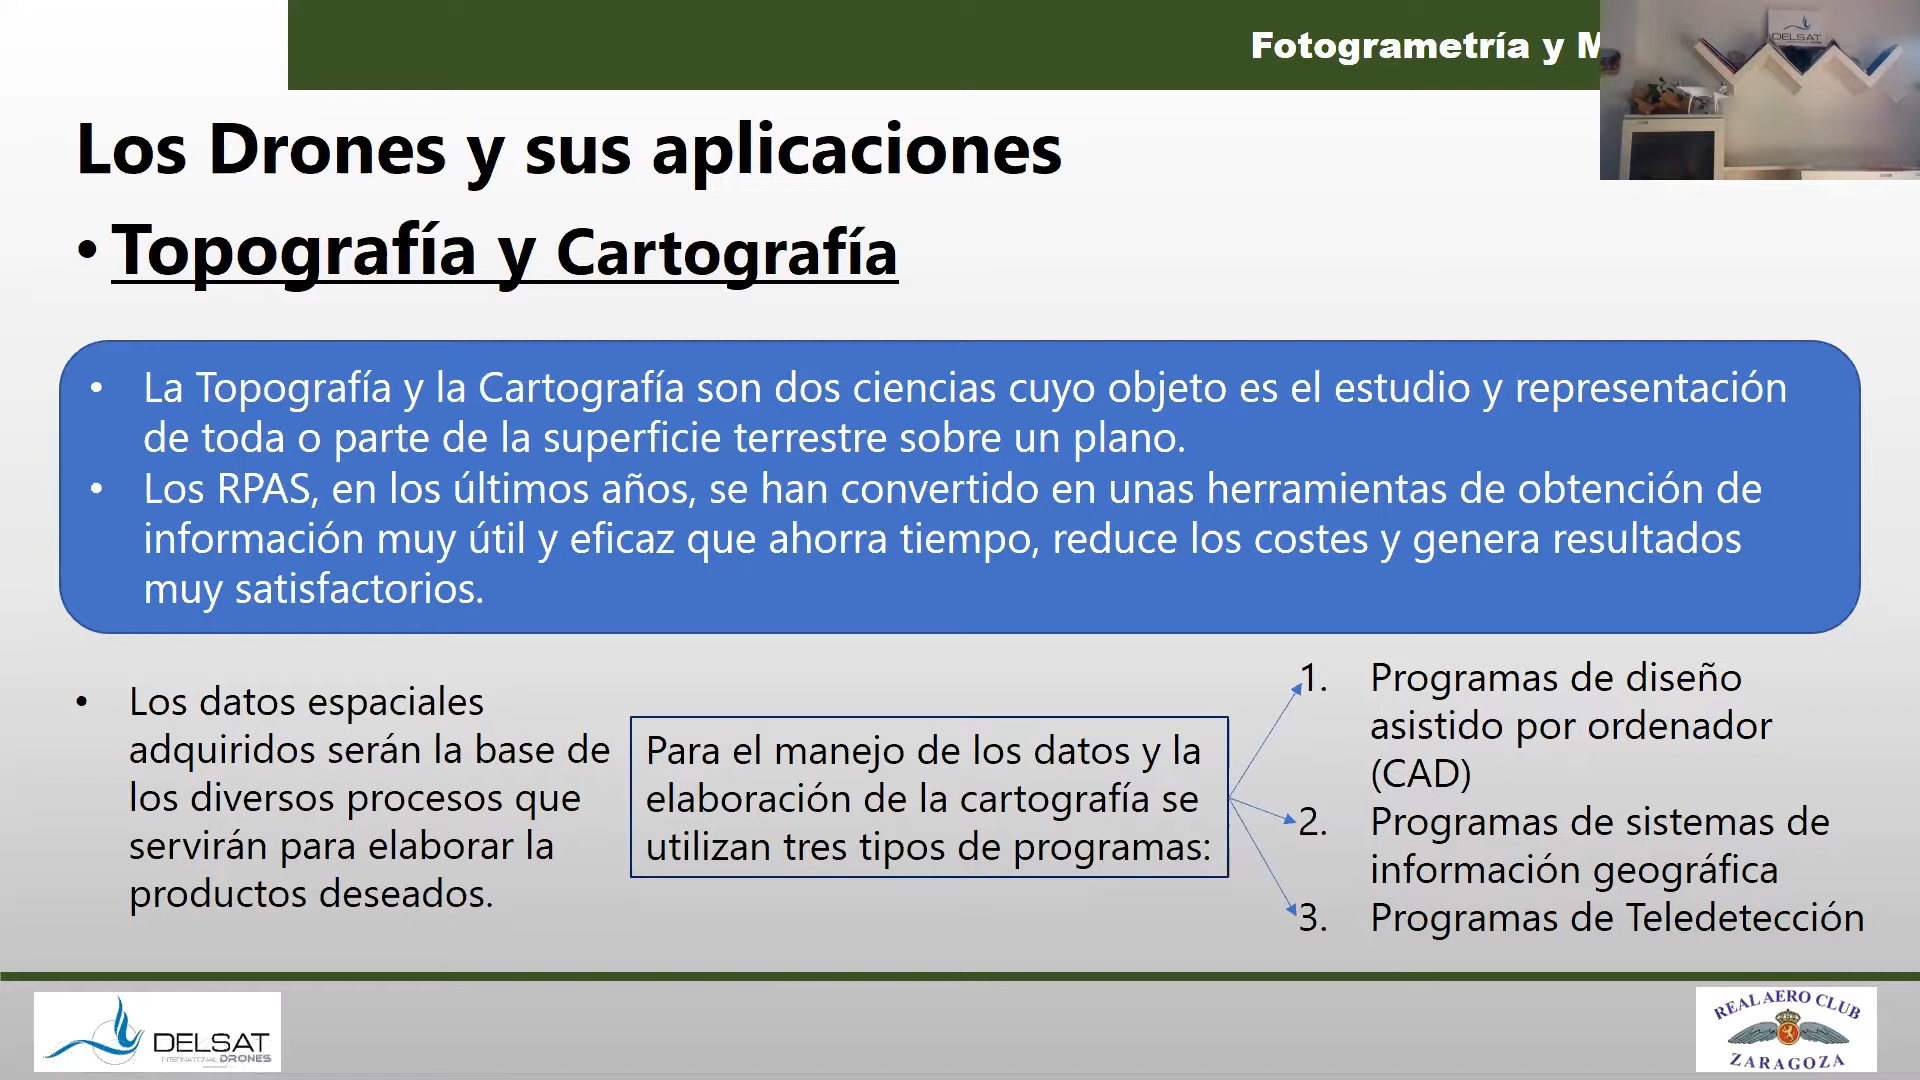 Fotogrametría y
DELSAT
Los Drones y sus aplicaciones
• Topografía y Cartografía
• La Topografía y la Cartografía son dos ciencias cuyo objeto es el estudio y representación
de toda o parte de la superficie terrestre sobre un plano.
• Los RPAS, en los últimos años, se han convertido en unas herramientas de obtención de
información muy útil y eficaz que ahorra tiempo, reduce los costes y genera resultados
muy satisfactorios.
• Los datos espaciales
adquiridos serán la base de
los diversos procesos que
servirán para elaborar la
productos deseados.
Para el manejo de los datos y la
elaboración de la cartografía se
utilizan tres tipos de programas:
1. Programas de diseño
asistido por ordenador
(CAD)
2. Programas de sistemas de
información geográfica
3. Programas de Teledetección
DELSAT
INTERNATIONAL DRONES
REAL AERO CLUB
ZARAGOZA